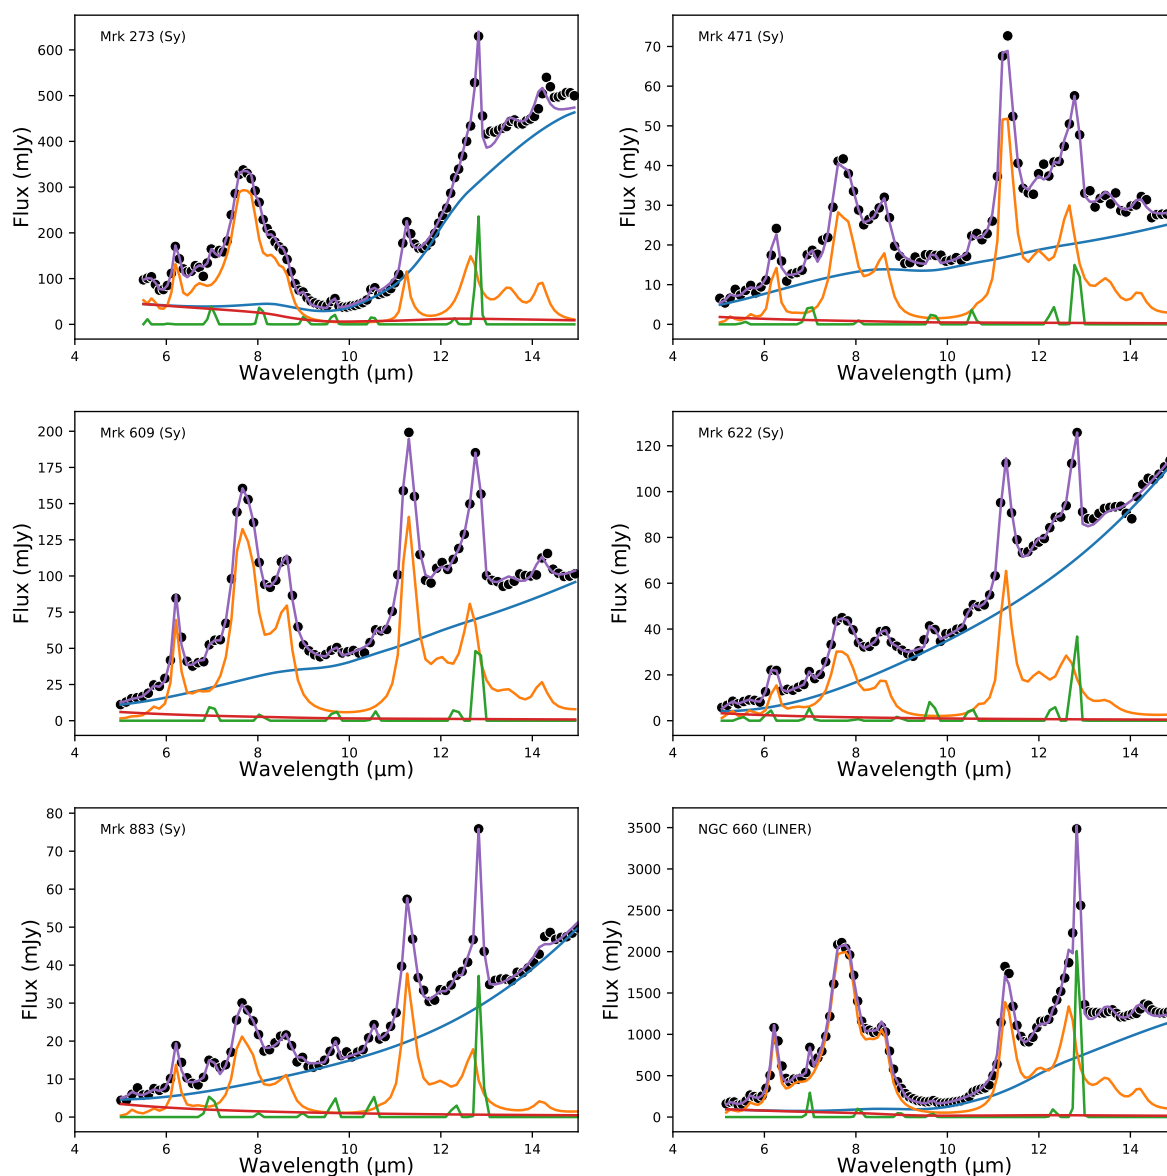 Mrk 273 (Sy)
600
500
400
300
200
100
0
Flux (mJy)
4 6 8 10 12 14
Wavelength (μm)
Mrk 471 (Sy)
70
60
50
40
30
20
10
0
Flux (mJy)
4 6 8 10 12 14
Wavelength (μm)
Mrk 609 (Sy)
200
175
150
125
100
75
50
25
0
Flux (mJy)
4 6 8 10 12 14
Wavelength (μm)
Mrk 622 (Sy)
120
100
80
60
40
20
0
Flux (mJy)
4 6 8 10 12 14
Wavelength (μm)
Mrk 883 (Sy)
80
70
60
50
40
30
20
10
0
Flux (mJy)
4 6 8 10 12 14
Wavelength (μm)
NGC 660 (LINER)
3500
3000
2500
2000
1500
1000
500
0
Flux (mJy)
4 6 8 10 12 14
Wavelength (μm)